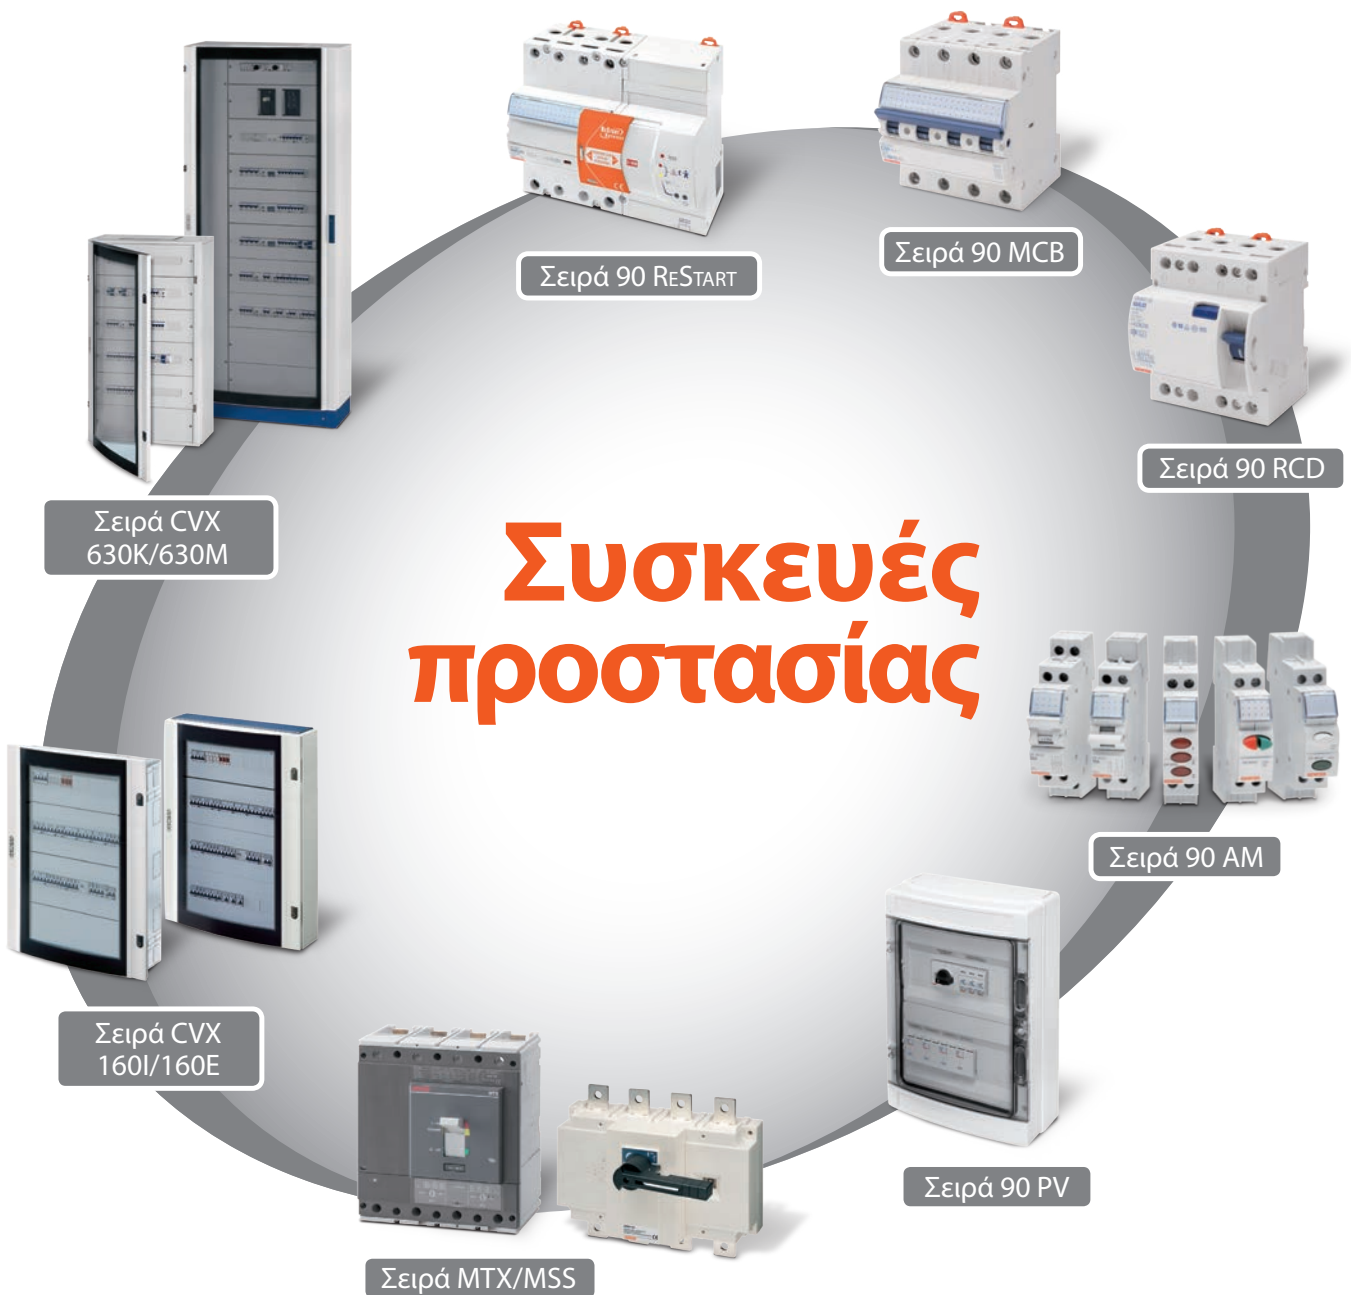 Σειρά 90 RESTART
Σειρά 90 MCB
Σειρά 90 RCD
Σειρά CVX
630K/630M
Συσκευές
προστασίας
Σειρά 90 AM
Σειρά CVX
160I/160E
Σειρά 90 PV
Σειρά MTX/MSS